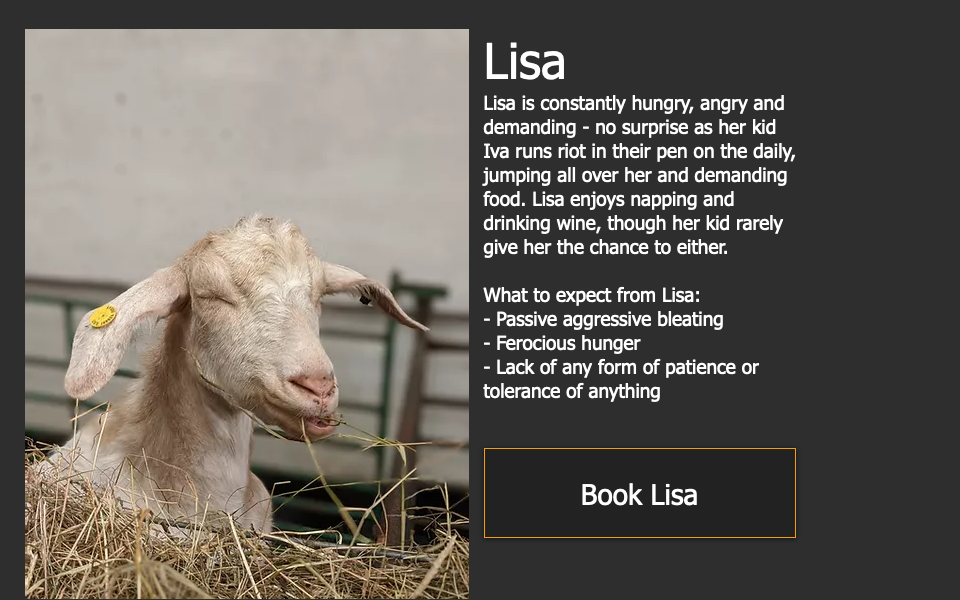 Lisa
Lisa is constantly hungry, angry and
demanding - no surprise as her kid
Iva runs riot in their pen on the daily,
jumping all over her and demanding
food. Lisa enjoys napping and
drinking wine, though her kid rarely
give her the chance to either.
What to expect from Lisa:
- Passive aggressive bleating
- Ferocious hunger
- Lack of any form of patience or
tolerance of anything
Book Lisa